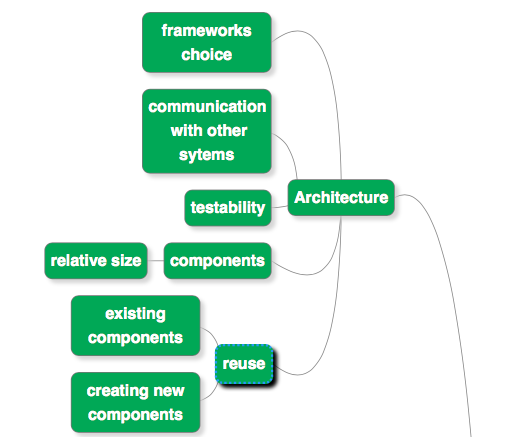 frameworks
choice
communication
with other
sytems
testability
Architecture
relative size
components
existing
components
reuse
creating new
components